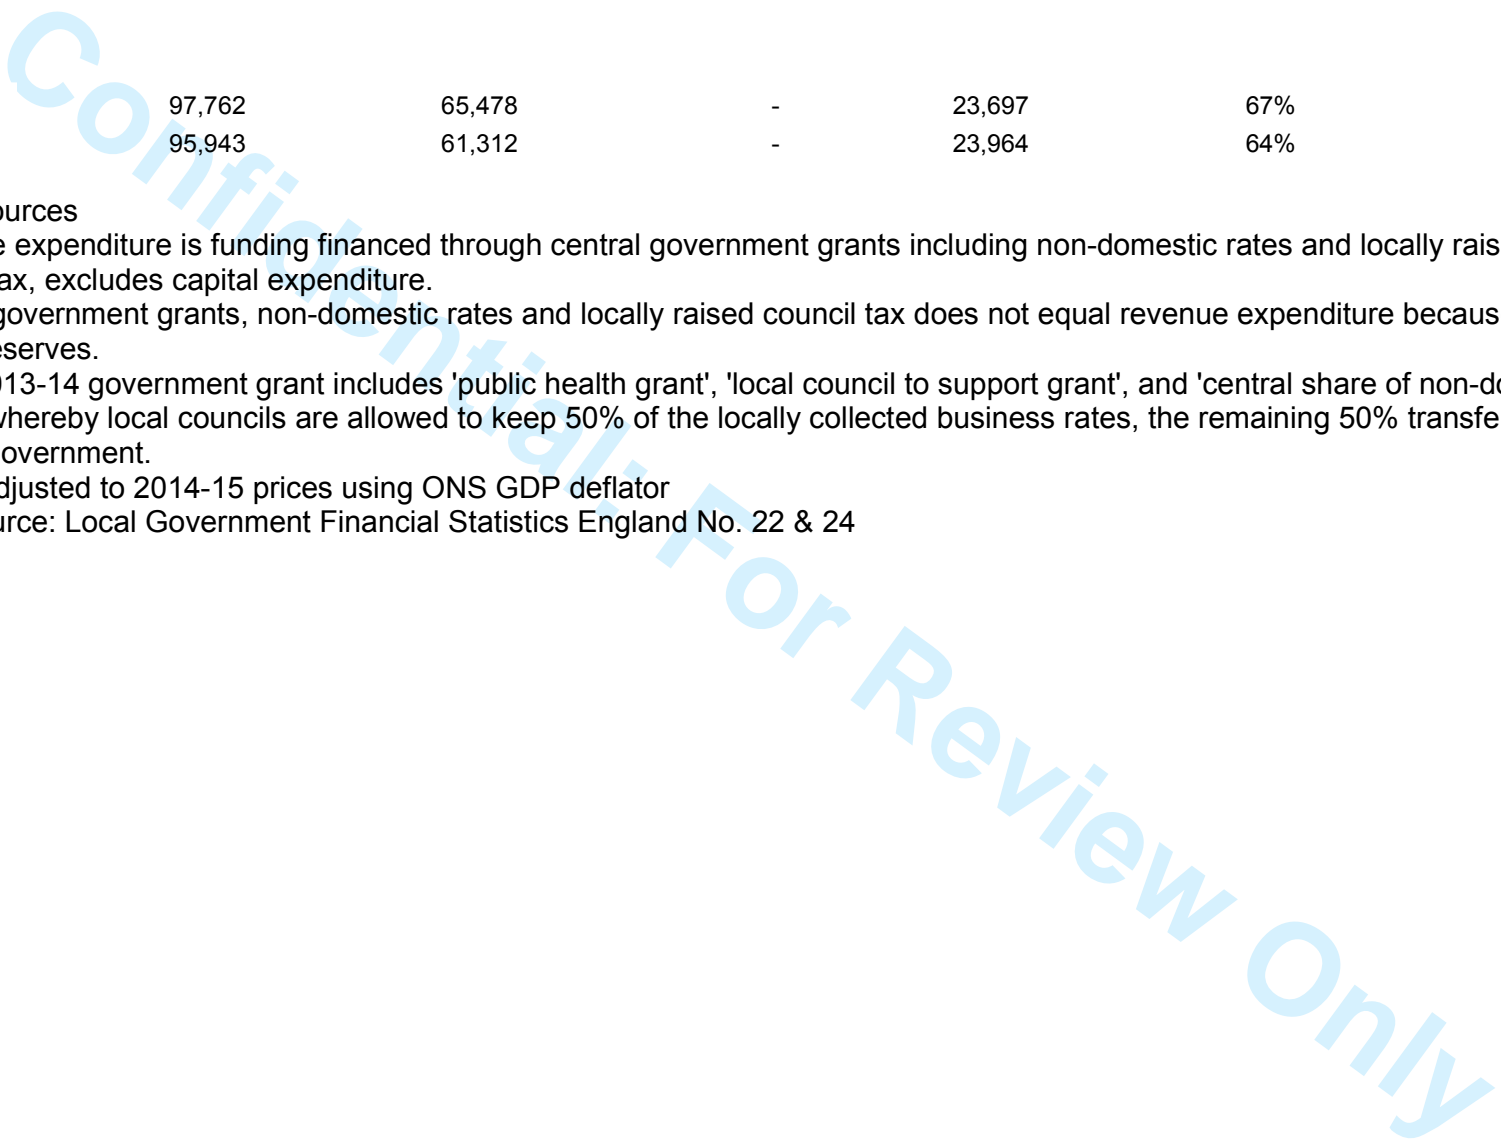 97,762 65,478 - 23,697 67%
95,943 61,312 - 23,964 64%
ources
e expenditure is funding financed through central government grants including non-domestic rates and locally rais
ax, excludes capital expenditure.
government grants, non-domestic rates and locally raised council tax does not equal revenue expenditure becaus
eserves.
013-14 government grant includes 'public health grant', 'local council to support grant', and 'central share of non-do
whereby local councils are allowed to keep 50% of the locally collected business rates, the remaining 50% transfe
overnment.
djusted to 2014-15 prices using ONS GDP deflator
urce: Local Government Financial Statistics England No. 22 & 24
Confidential: For Review Only